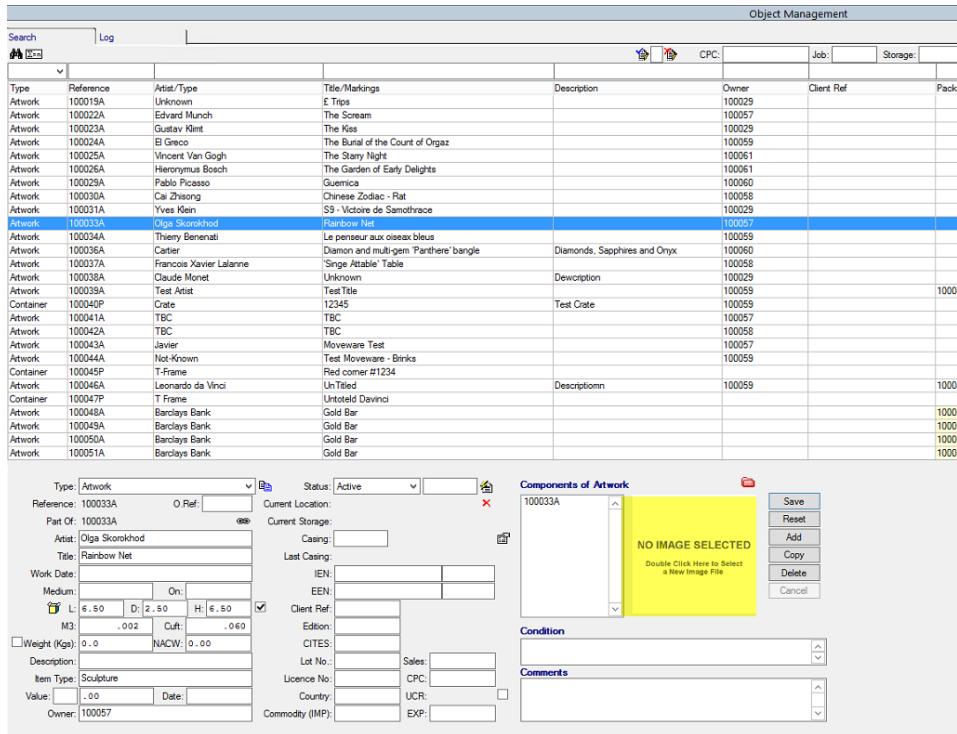 Object Management
Search Log
CPC: Job: Storage:
Type Reference Artist/Type Title/Markings Description Owner Client Ref Pack
Artwork 100019A Unknown £ Trips 100029
Artwork 100022A Edvard Munch The Scream 100057
Artwork 100023A Gustav Klimt The Kiss 100029
Artwork 100024A El Greco The Burial of the Count of Orgaz 100059
Artwork 100025A Vincent Van Gogh The Starry Night 100061
Artwork 100026A Hieronymus Bosch The Garden of Early Delights 100061
Artwork 100029A Pablo Picasso Guernica 100060
Artwork 100030A Cai Zhisong Chinese Zodiac - Rat 100058
Artwork 100031A Yves Klein S9 - Victoire de Samothrace 100029
Artwork 100033A Olga Skorokhod Rainbow Net 100057
Artwork 100034A Thierry Benenati Le penseur aux oiseax bleus 100059
Artwork 100036A Cartier Diamon and multi-gem 'Panthere' bangle Diamonds, Sapphires and Onyx 100060
Artwork 100037A Francois Xavier Lalanne 'Singe Attable' Table 100058
Artwork 100038A Claude Monet Unknown Dewcription 100029
Artwork 100039A Test Artist TestTitle 100059 1000
Container 100040P Crate 12345 Test Crate 100059
Artwork 100041A TBC TBC 100057
Artwork 100042A TBC TBC 100058
Artwork 100043A Javier Moveware Test 100057
Artwork 100044A Not-Known Test Moveware - Brinks 100059
Container 100045P T-Frame Red corner #1234
Artwork 100046A Leonardo da Vinci UnTitled Descriptiomn 100059 1000
Container 100047P T Frame Untoteld Davinci
Artwork 100048A Barclays Bank Gold Bar 1000
Artwork 100049A Barclays Bank Gold Bar 1000
Artwork 100050A Barclays Bank Gold Bar 1000
Artwork 100051A Barclays Bank Gold Bar 1000
Type: Artwork Status: Active Components of Artwork
Reference: 100033A O.Ref: Current Location: 100033A Save
Part Of: 100033A Current Storage: Reset
Artist: Olga Skorokhod Casing: Add
Title: Rainbow Net Last Casing: NO IMAGE SELECTED Copy
Work Date: IEN: Double Click Here to Select a New Image File Delete
Medium: On: EEN: Cancel
L: 6.50 D: 2.50 H: 6.50 Client Ref:
M3: .002 Cuft: .060 Edition: Condition
Weight (Kgs): 0.0 NACW: 0.00 CITES:
Description: Lot No.: Sales: Comments
Item Type: Sculpture Licence No: CPC:
Value: .00 Date: Country: UCR:
Owner: 100057 Commodity (IMP): EXP: